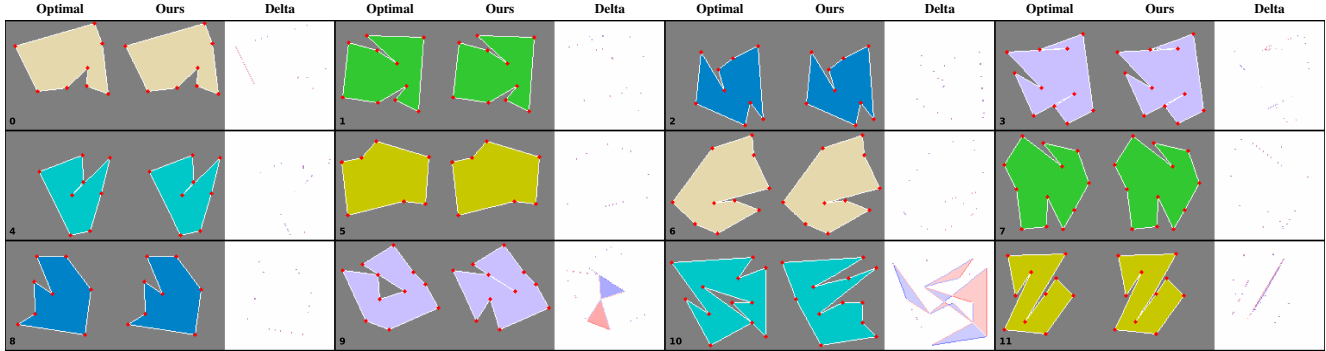 Optimal Ours Delta Optimal Ours Delta Optimal Ours Delta Optimal Ours Delta
0 1 2 3
4 5 6 7
8 9 10 11